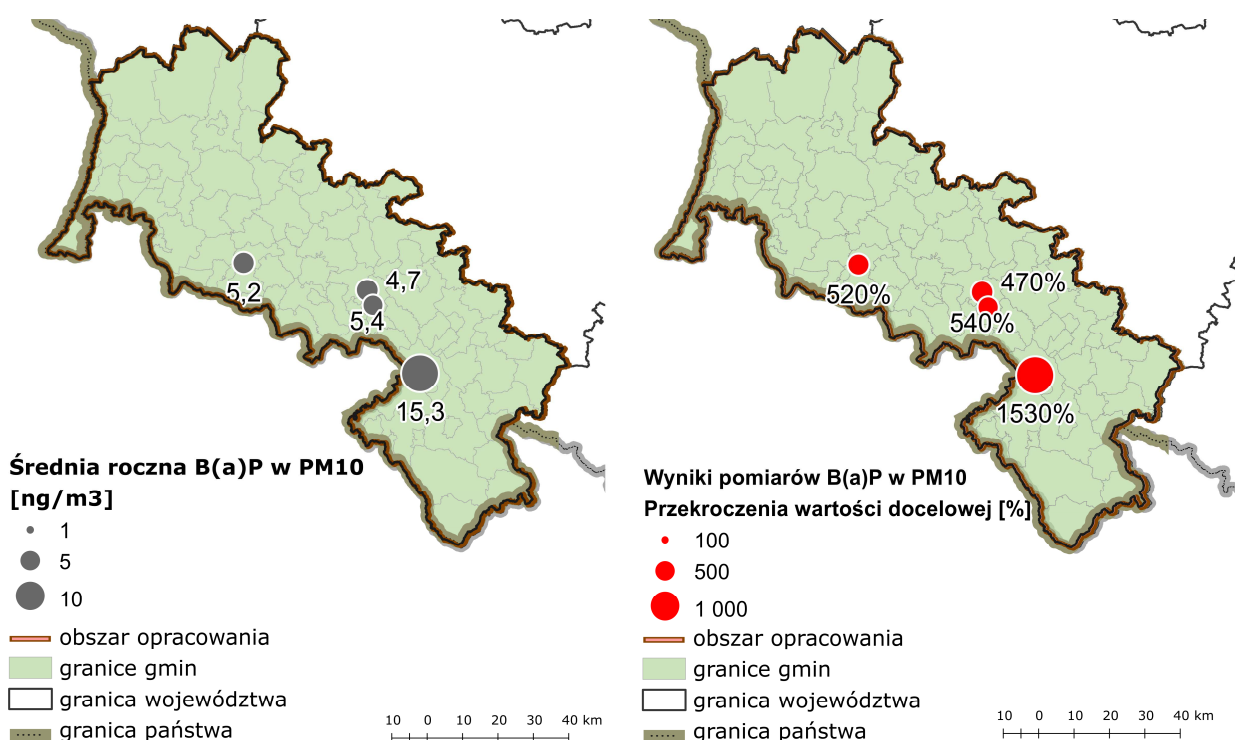 5,2
4,7
5,4
15,3
Średnia roczna B(a)P w PM10
[ng/m3]
1
5
10
obszar opracowania
granice gmin
granica województwa
granica państwa
10 0 10 20 30 40 km
520%
470%
540%
1530%
Wyniki pomiarów B(a)P w PM10
Przekroczenia wartości docelowej [%]
100
500
1 000
obszar opracowania
granice gmin
granica województwa
granica państwa
10 0 10 20 30 40 km